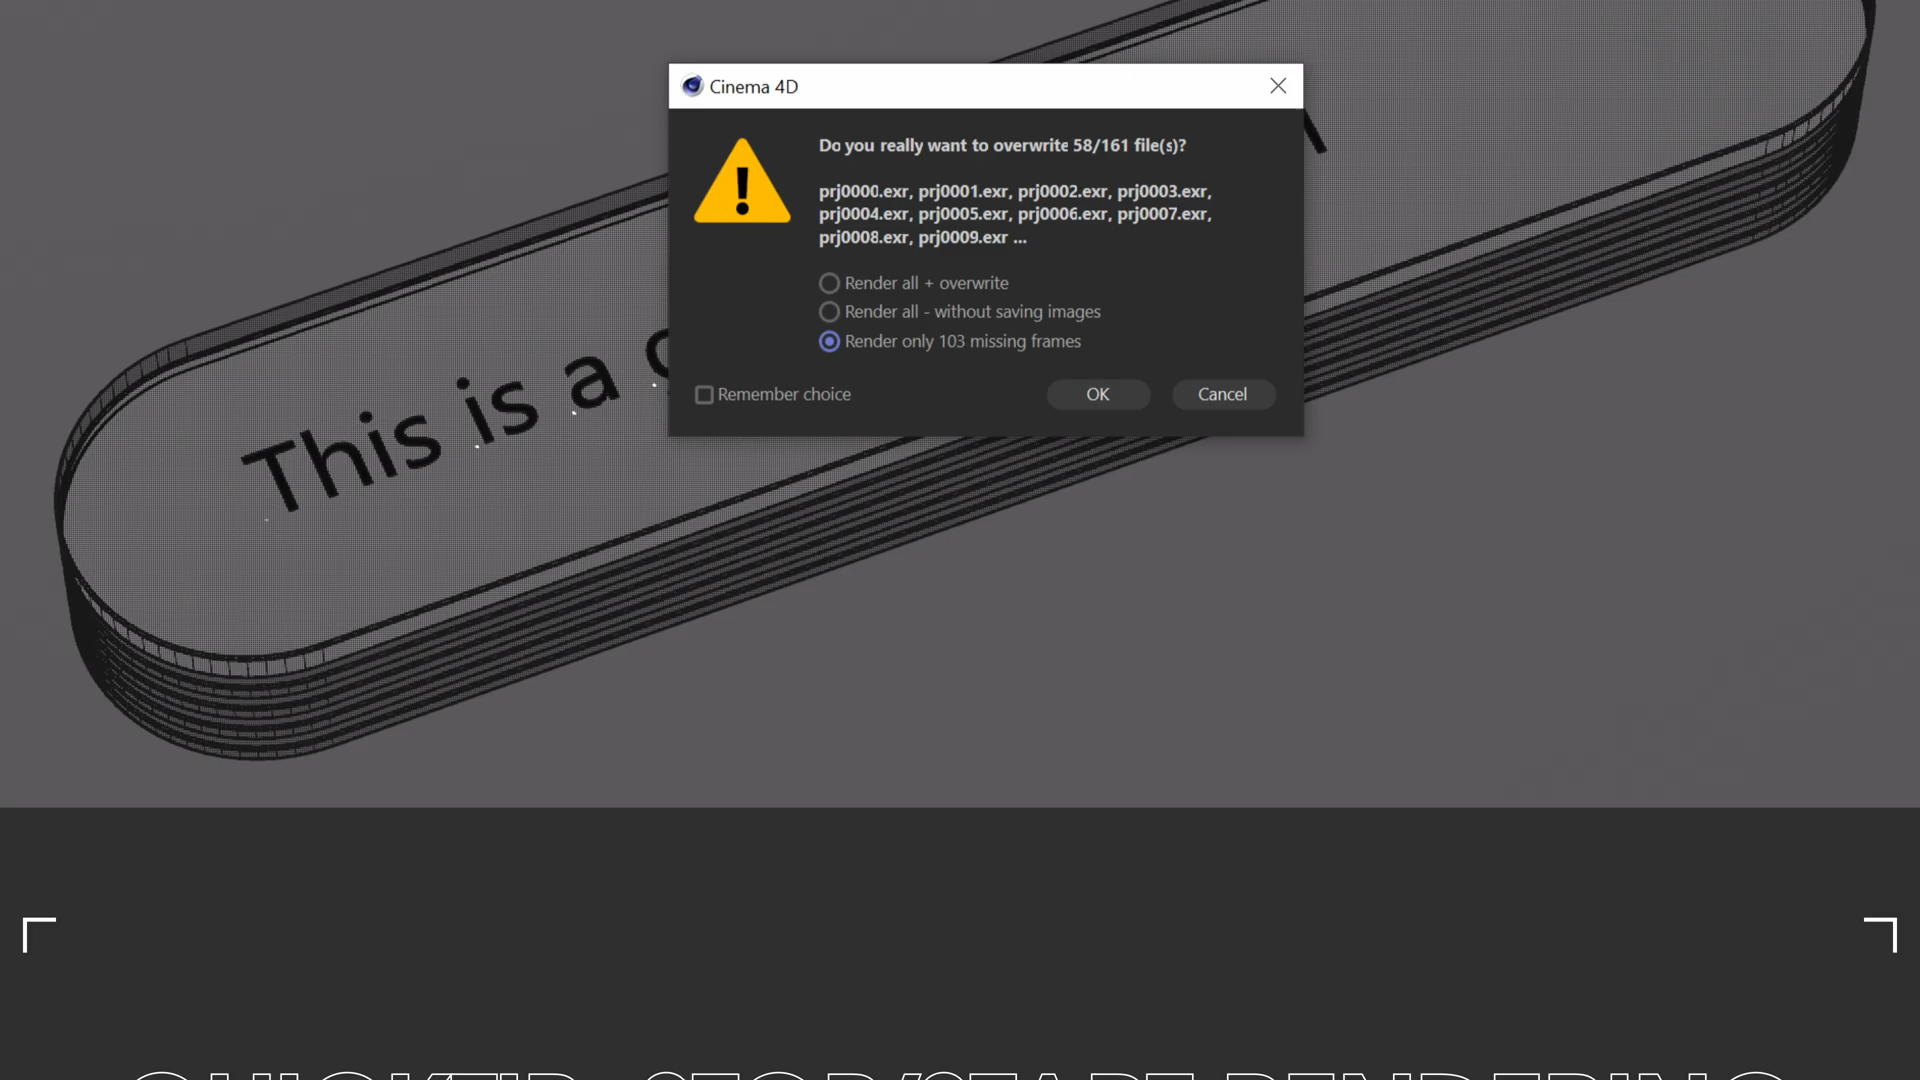 Cinema 4D
Do you really want to overwrite 58/161 file(s)?
prj0000.exr, prj0001.exr, prj0002.exr, prj0003.exr,
prj0004.exr, prj0005.exr, prj0006.exr, prj0007.exr,
prj0008.exr, prj0009.exr ...
Render all + overwrite
Render all - without saving images
Render only 103 missing frames
Remember choice
OK
Cancel
This is a